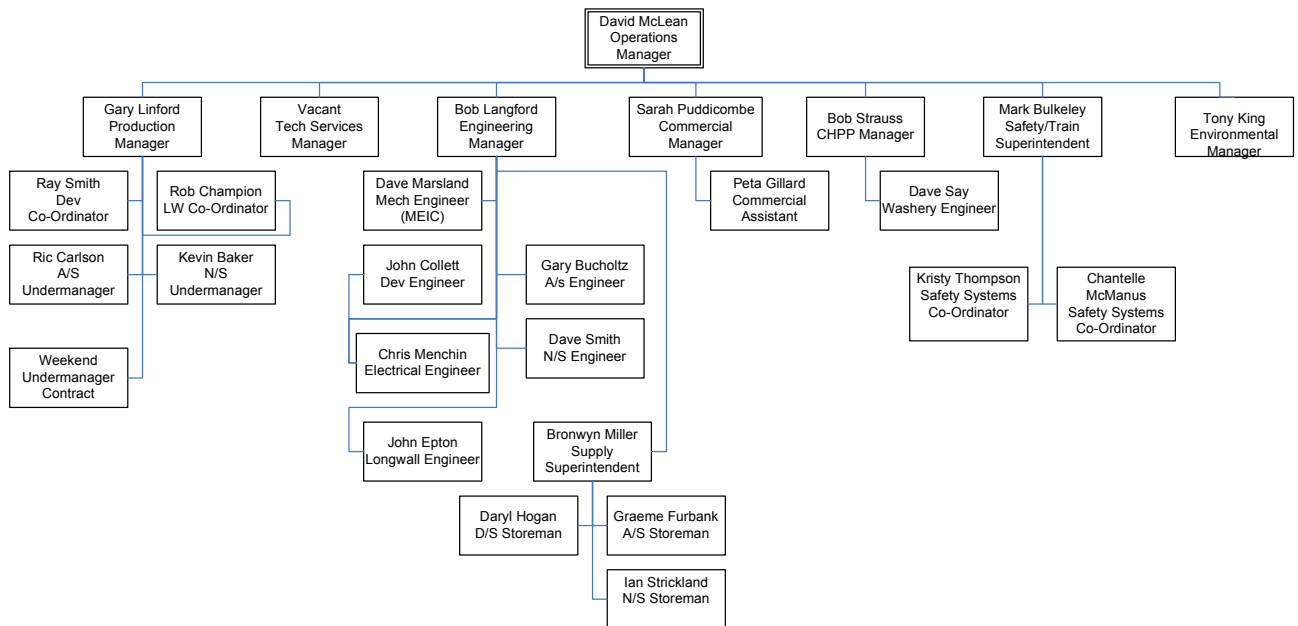 David McLean
Operations
Manager
Gary Linford
Production
Manager
Vacant
Tech Services
Manager
Bob Langford
Engineering
Manager
Sarah Puddicombe
Commercial
Manager
Bob Strauss
CHPP Manager
Mark Bulkeley
Safety/Train
Superintendent
Tony King
Environmental
Manager
Ray Smith
Dev
Co-Ordinator
Rob Champion
LW Co-Ordinator
Dave Marsland
Mech Engineer
(MEIC)
Peta Gillard
Commercial
Assistant
Dave Say
Washery Engineer
Ric Carlson
A/S
Undermanager
Kevin Baker
N/S
Undermanager
John Collett
Dev Engineer
Gary Bucholtz
A/s Engineer
Kristy Thompson
Safety Systems
Co-Ordinator
Chantelle
McManus
Safety Systems
Co-Ordinator
Weekend
Undermanager
Contract
Chris Menchin
Electrical Engineer
Dave Smith
N/S Engineer
John Epton
Longwall Engineer
Bronwyn Miller
Supply
Superintendent
Daryl Hogan
D/S Storeman
Graeme Furbank
A/S Storeman
Ian Strickland
N/S Storeman